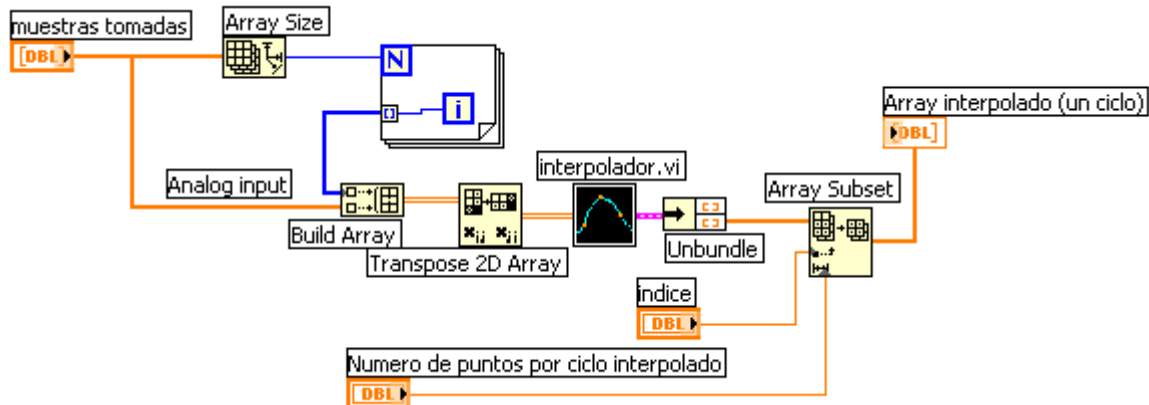 muestras tomadas
Array Size
[DBL]
N
i
Array interpolado (un ciclo)
[DBL]
Analog input
interpolador.vi
Array Subset
Build Array
Transpose 2D Array
Unbundle
indice
DBL
Numero de puntos por ciclo interpolado
DBL